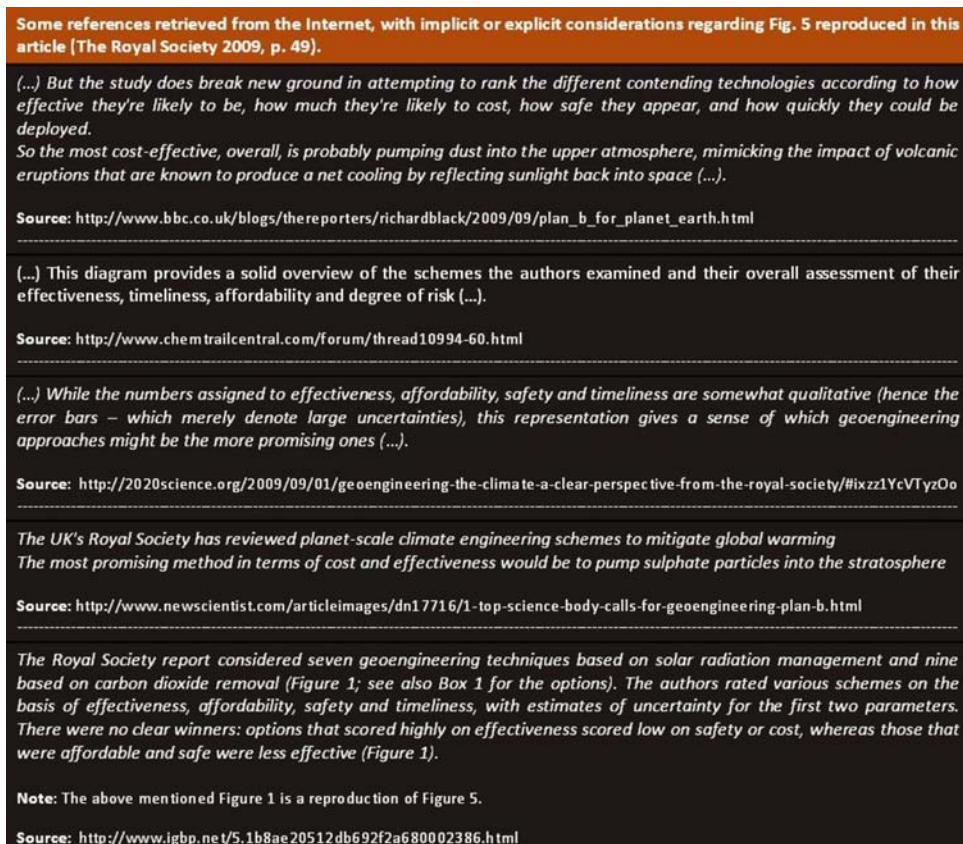 Some references retrieved from the Internet, with implicit or explicit considerations regarding Fig. 5 reproduced in this
article (The Royal Society 2009, p. 49).
(...) But the study does break new ground in attempting to rank the different contending technologies according to how
effective they're likely to be, how much they're likely to cost, how safe they appear, and how quickly they could be
deployed.
So the most cost-effective, overall, is probably pumping dust into the upper atmosphere, mimicking the impact of volcanic
eruptions that are known to produce a net cooling by reflecting sunlight back into space (...).
Source: http://www.bbc.co.uk/blogs/thereporters/richardblack/2009/09/plan_b_for_planet_earth.html
(...) This diagram provides a solid overview of the schemes the authors examined and their overall assessment of their
effectiveness, timeliness, affordability and degree of risk (...).
Source: http://www.chemtrailcentral.com/forum/thread10994-60.html
(...) While the numbers assigned to effectiveness, affordability, safety and timeliness are somewhat qualitative (hence the
error bars – which merely denote large uncertainties), this representation gives a sense of which geoengineering
approaches might be the more promising ones (...).
Source: http://2020science.org/2009/09/01/geoengineering-the-climate-a-clear-perspective-from-the-royal-society/#ixzz1YcVTyzOo
The UK's Royal Society has reviewed planet-scale climate engineering schemes to mitigate global warming
The most promising method in terms of cost and effectiveness would be to pump sulphate particles into the stratosphere
Source: http://www.newscientist.com/articleimages/dn17716/1-top-science-body-calls-for-geoengineering-plan-b.html
The Royal Society report considered seven geoengineering techniques based on solar radiation management and nine
based on carbon dioxide removal (Figure 1; see also Box 1 for the options). The authors rated various schemes on the
basis of effectiveness, affordability, safety and timeliness, with estimates of uncertainty for the first two parameters.
There were no clear winners: options that scored highly on effectiveness scored low on safety or cost, whereas those that
were affordable and safe were less effective (Figure 1).
Note: The above mentioned Figure 1 is a reproduction of Figure 5.
Source: http://www.igbp.net/5.1b8ae20512db692f2a680002386.html